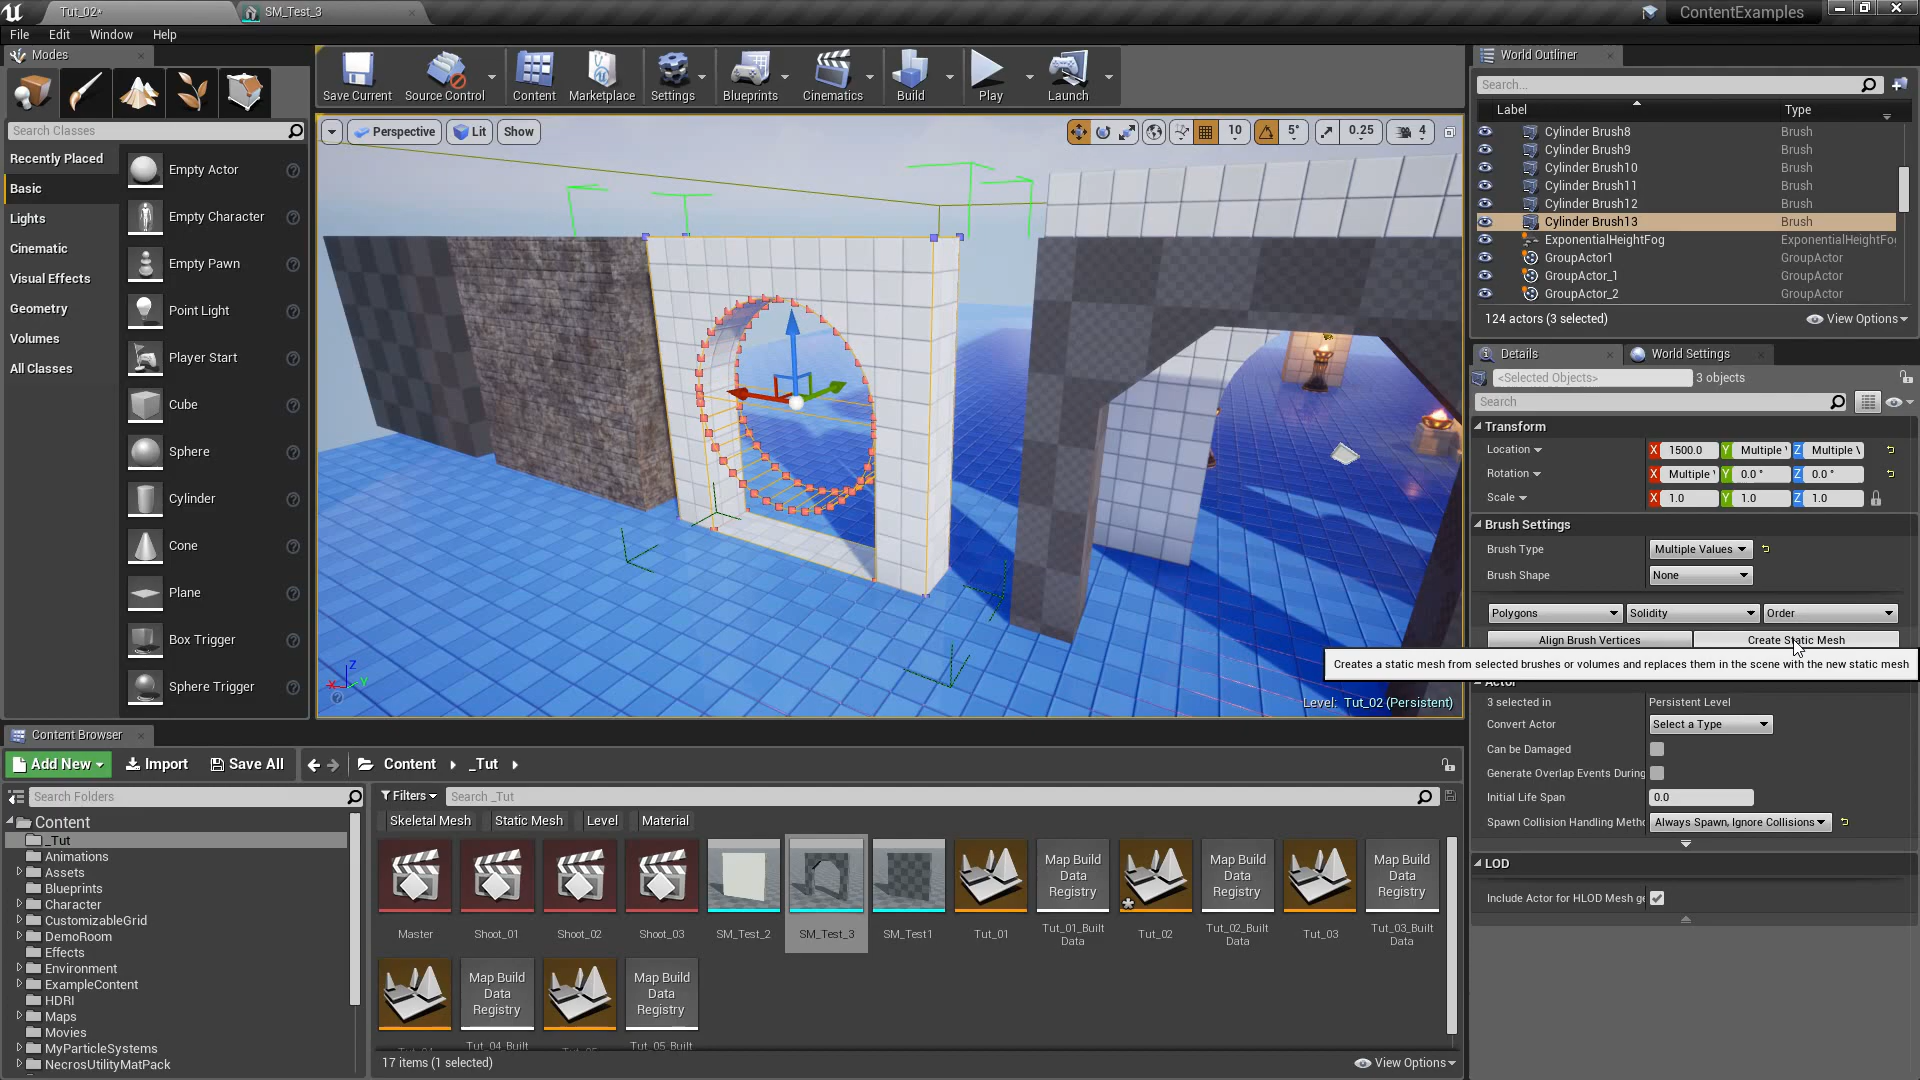 Tut_02*
SM_Test_3
ContentExamples
File Edit Window Help
Modes
Search Classes
Recently Placed
Basic
Lights
Cinematic
Visual Effects
Geometry
Volumes
All Classes
Empty Actor
Empty Character
Empty Pawn
Point Light
Player Start
Cube
Sphere
Cylinder
Cone
Plane
Box Trigger
Sphere Trigger
Save Current
Source Control
Content
Marketplace
Settings
Blueprints
Cinematics
Build
Play
Launch
Perspective
Lit
Show
10
5°
0.25
4
Z
X
Y
Level: Tut_02 (Persistent)
World Outliner
Search...
Label Type
Cylinder Brush8 Brush
Cylinder Brush9 Brush
Cylinder Brush10 Brush
Cylinder Brush11 Brush
Cylinder Brush12 Brush
Cylinder Brush13 Brush
ExponentialHeightFog ExponentialHeightFo
GroupActor1 GroupActor
GroupActor_1 GroupActor
GroupActor_2 GroupActor
124 actors (3 selected)
View Options
Details
World Settings
<Selected Objects>
3 objects
Search
Transform
Location X 1500.0 Y Multiple Z Multiple
Rotation X Multiple Y 0.0 ° Z 0.0 °
Scale X 1.0 Y 1.0 Z 1.0
Brush Settings
Brush Type Multiple Values
Brush Shape None
Polygons Solidity Order
Align Brush Vertices
Create Static Mesh
Creates a static mesh from selected brushes or volumes and replaces them in the scene with the new static mesh
Actor
3 selected in Persistent Level
Convert Actor Select a Type
Can be Damaged
Generate Overlap Events During
Initial Life Span 0.0
Spawn Collision Handling Metho Always Spawn, Ignore Collisions
LOD
Include Actor for HLOD Mesh ge
Content Browser
Add New
Import
Save All
Content
_Tut
Search Folders
Content
_Tut
Animations
Assets
Blueprints
Character
CustomizableGrid
DemoRoom
Effects
Environment
ExampleContent
HDRI
Maps
Movies
MyParticleSystems
NecrosUtilityMatPack
Filters
Search _Tut
Skeletal Mesh
Static Mesh
Level
Material
Map Build Data Registry
Map Build Data Registry
Map Build Data Registry
Master
Shoot_01
Shoot_02
Shoot_03
SM_Test_2
SM_Test_3
SM_Test1
Tut_01
Tut_01_Built Data
Tut_02
Tut_02_Built Data
Tut_03
Tut_03_Built Data
Map Build Data Registry
Map Build Data Registry
Tut_04_Built
Tut_05_Built
17 items (1 selected)
View Options